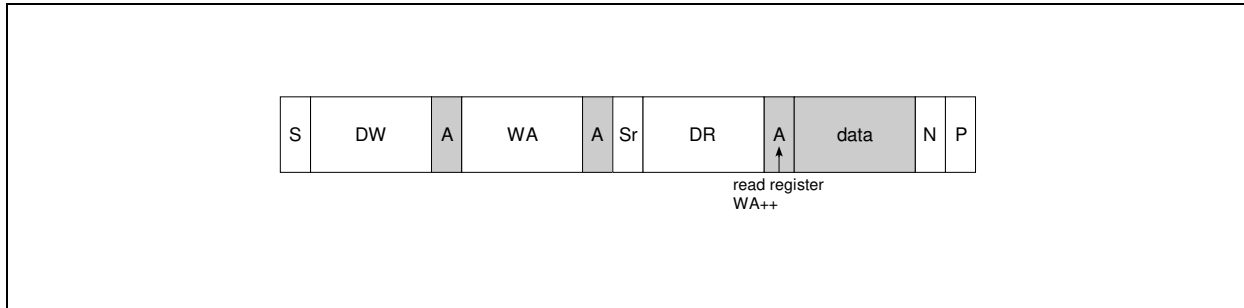 S DW A WA A Sr DR A data N P
read register
WA++